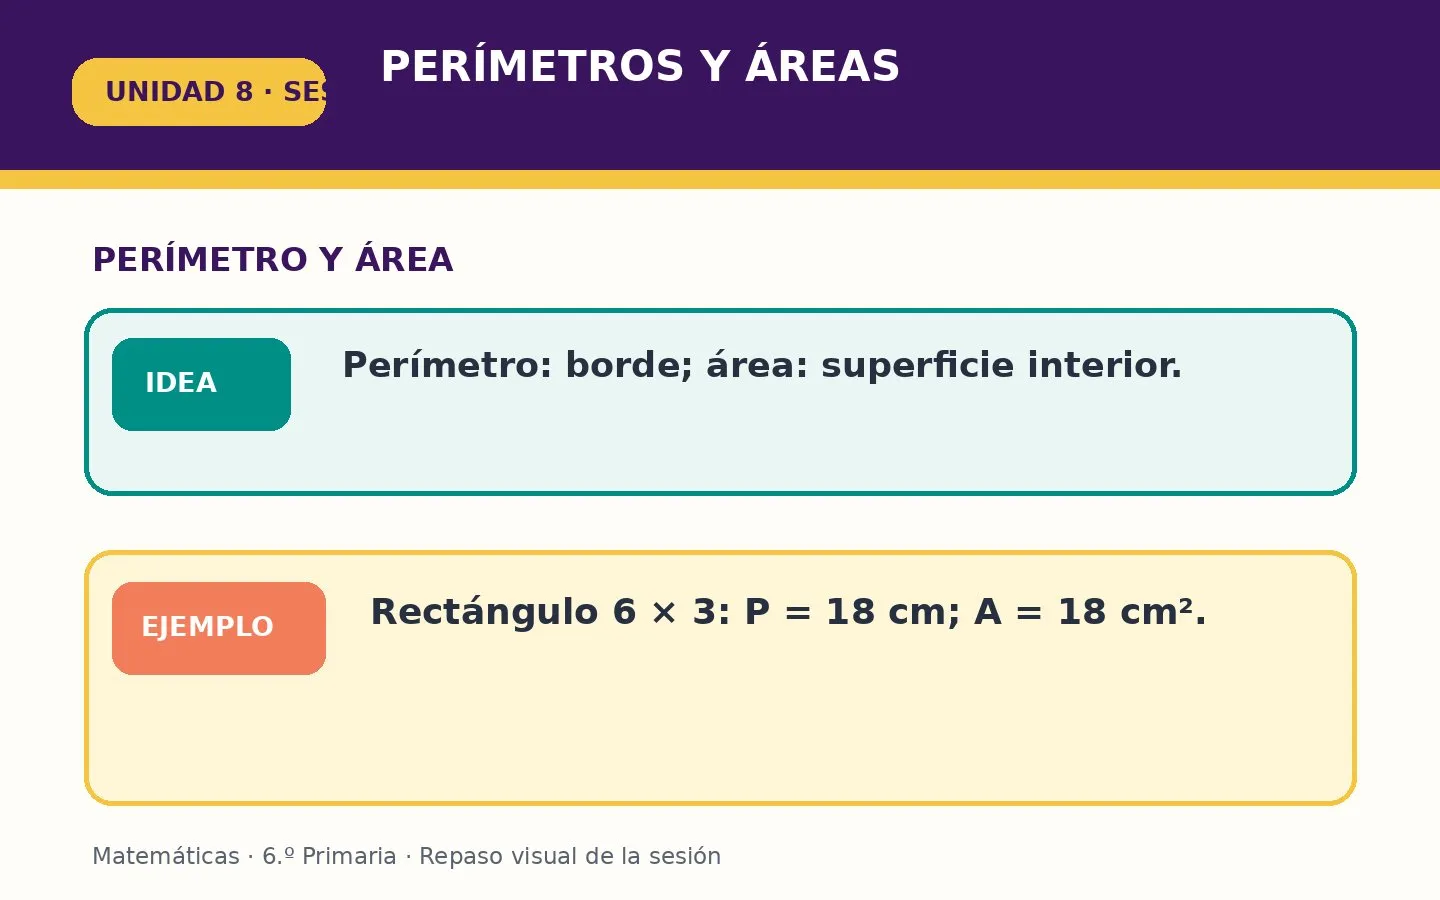 UNIDAD 8 · SES
PERÍMETROS Y ÁREAS
PERÍMETRO Y ÁREA
IDEA
Perímetro: borde; área: superficie interior.
EJEMPLO
Rectángulo 6 × 3: P = 18 cm; A = 18 cm².
Matemáticas · 6.º Primaria · Repaso visual de la sesión